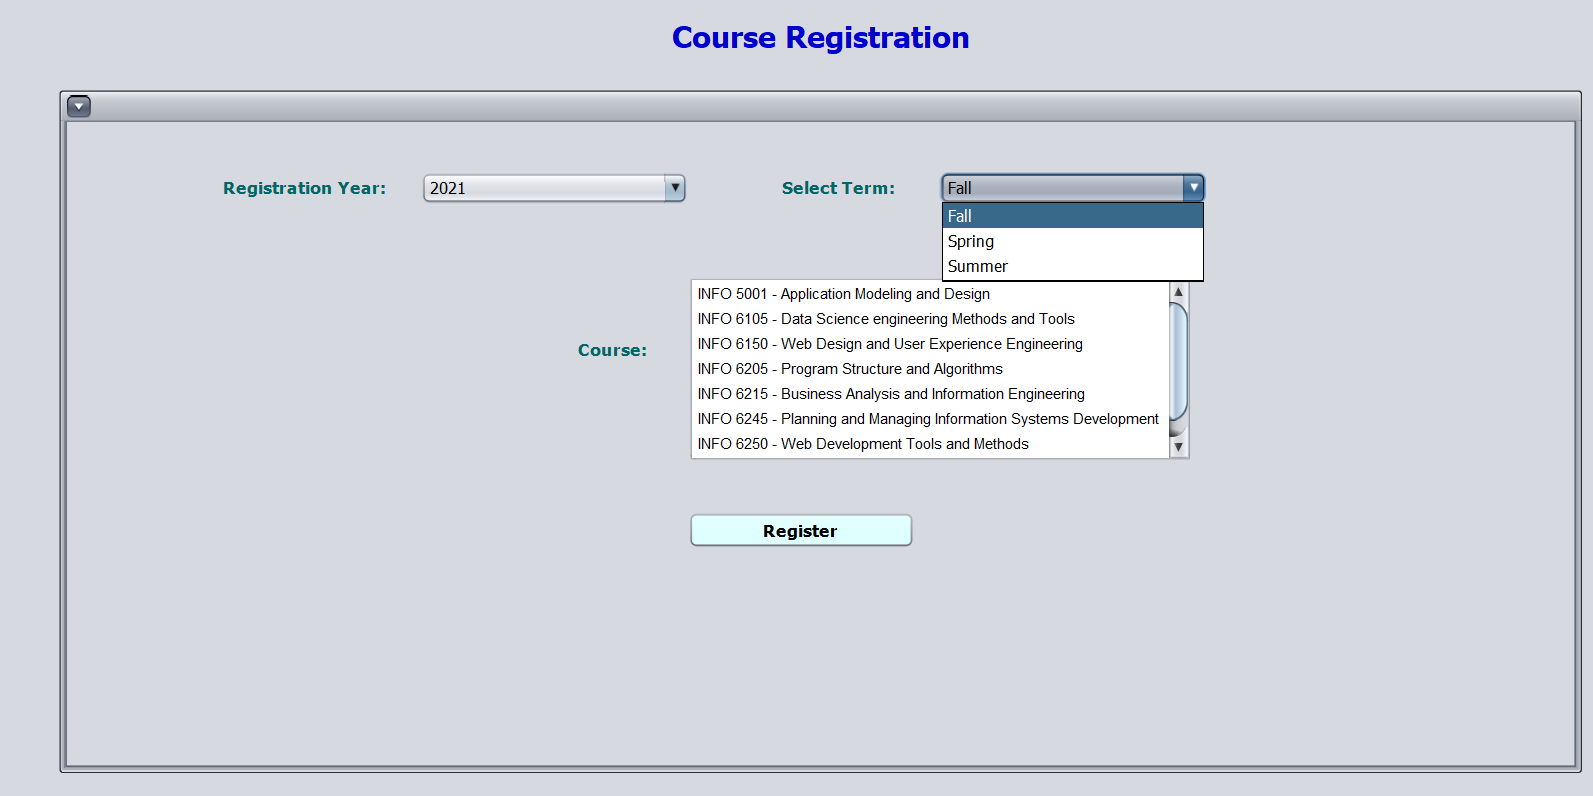 Course Registration
Registration Year: 2021 Select Term: Fall
Fall
Spring
Summer
Course:
INFO 5001 - Application Modeling and Design
INFO 6105 - Data Science engineering Methods and Tools
INFO 6150 - Web Design and User Experience Engineering
INFO 6205 - Program Structure and Algorithms
INFO 6215 - Business Analysis and Information Engineering
INFO 6245 - Planning and Managing Information Systems Development
INFO 6250 - Web Development Tools and Methods
Register